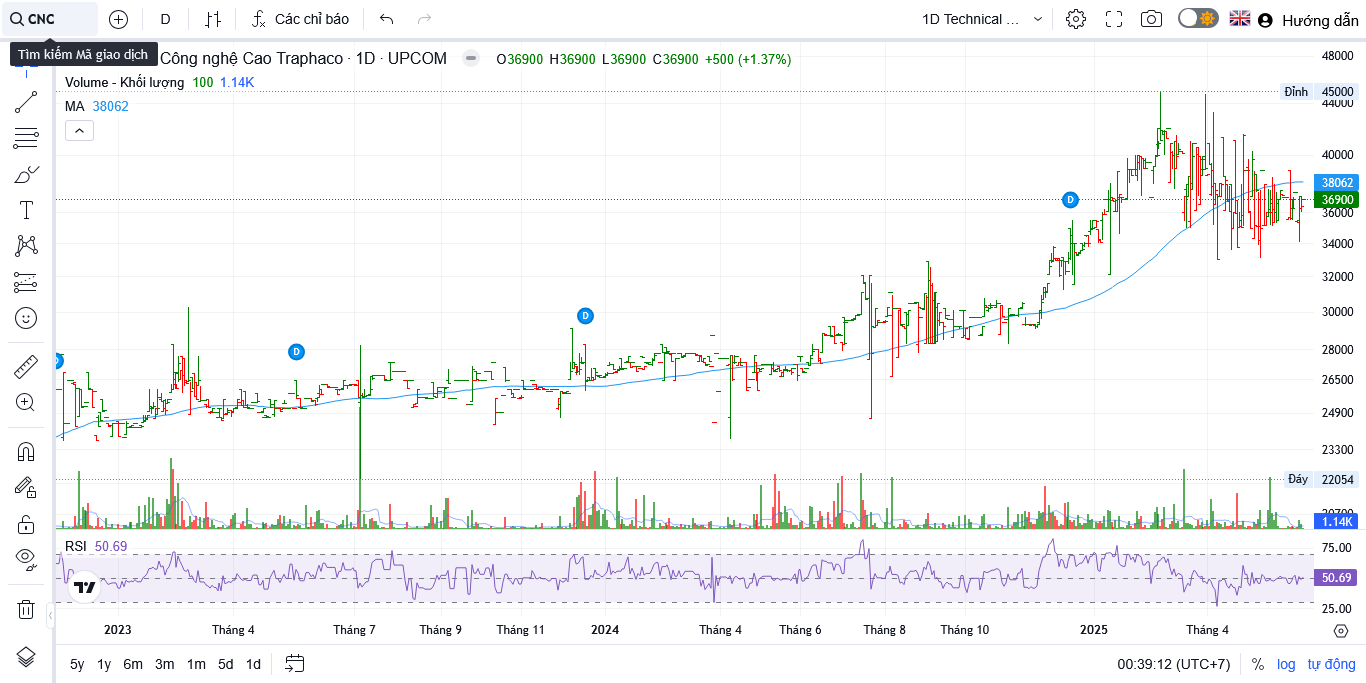 CNC
D
Các chỉ báo
1D Technical ...
Hướng dẫn
Tìm kiếm Mã giao dịch
Công nghệ Cao Traphaco · 1D · UPCOM
O36900 H36900 L36900 C36900 +500 (+1.37%)
Volume - Khối lượng 100 1.14K
MA 38062
48000
Đỉnh 45000
44000
40000
38062
36900
36000
34000
32000
30000
28000
26500
24900
23300
Đáy 22054
20700
1.14K
D
D
D
D
RSI 50.69
75.00
50.69
25.00
2023 Tháng 4 Tháng 7 Tháng 9 Tháng 11 2024 Tháng 4 Tháng 6 Tháng 8 Tháng 10 2025 Tháng 4
5y 1y 6m 3m 1m 5d 1d
00:39:12 (UTC+7) % log tự động